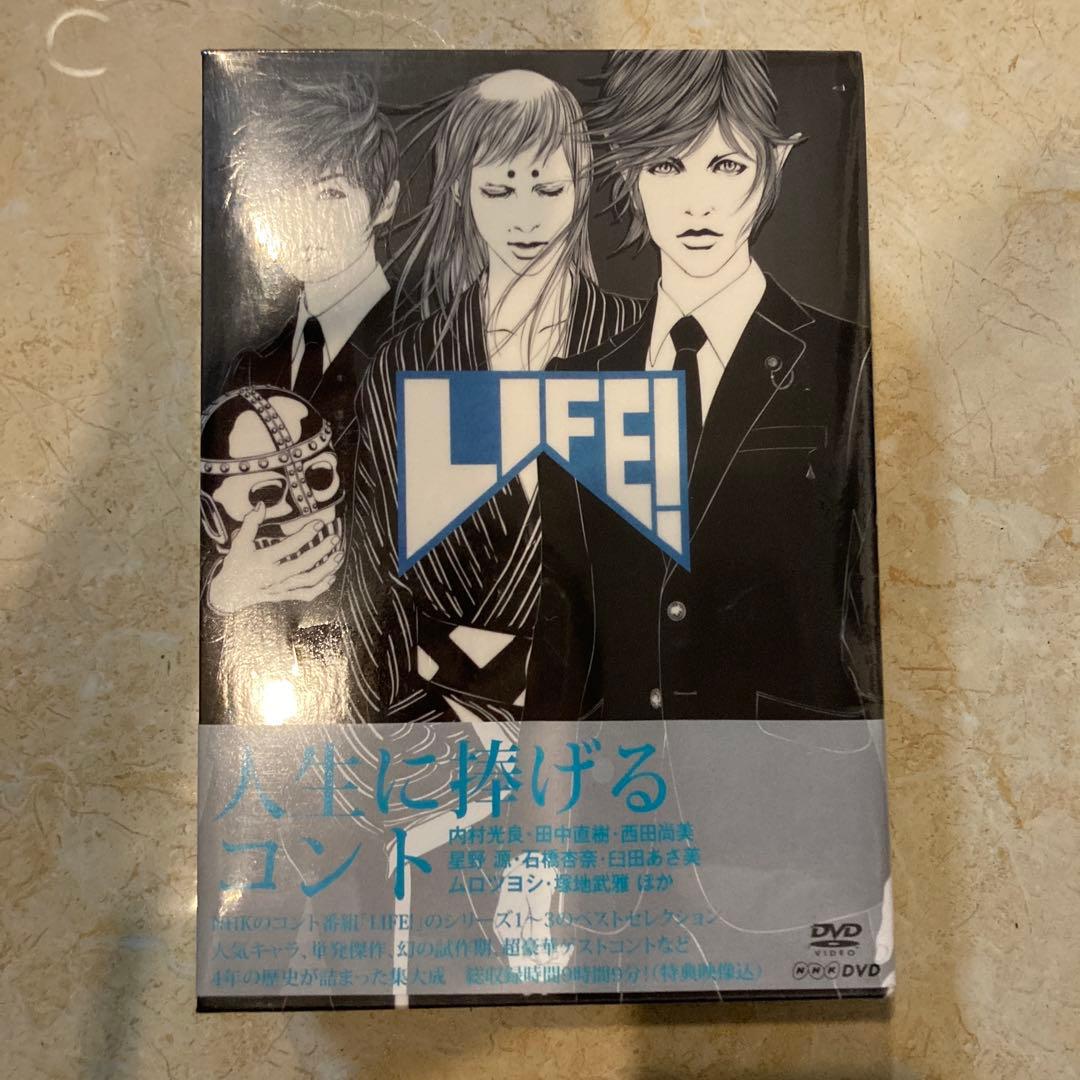 LIFE!
人生に捧げる
コント
内村光良・田中直樹・西田尚美
星野 源・石橋杏奈・臼田あさ美
ムロツヨシ・塚地武雅 ほか
NHKのコント番組「LIFE!」のシリーズ1〜3のベストセレクション
人気キャラ、単発傑作、幻の試作期、超豪華ゲストコントなど
4年の歴史が詰まった集大成 総収録時間9時間9分!(特典映像込)
DVD
VIDEO
NHK DVD